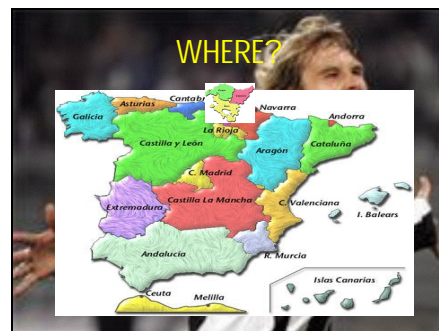 WHERE?
Cantabr
Asturias
Galicia
Navarra
Andorra
La Rioja
Castilla y León
Cataluña
Aragón
C. Madrid
Extremadura
Castilla La Mancha
C. Valenciana
I. Balears
Andalucía
R. Murcia
Islas Canarias
Ceuta
Melilla